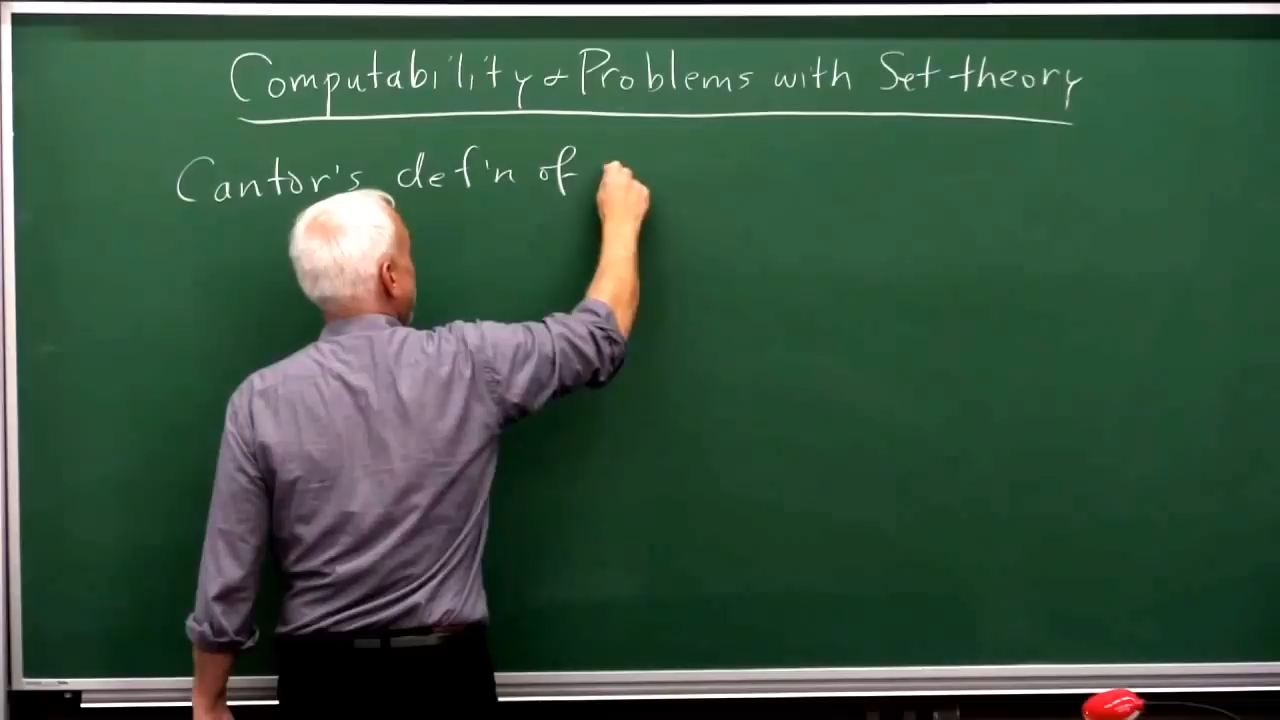 Computability & Problems with Set theory
Cantor's def'n of